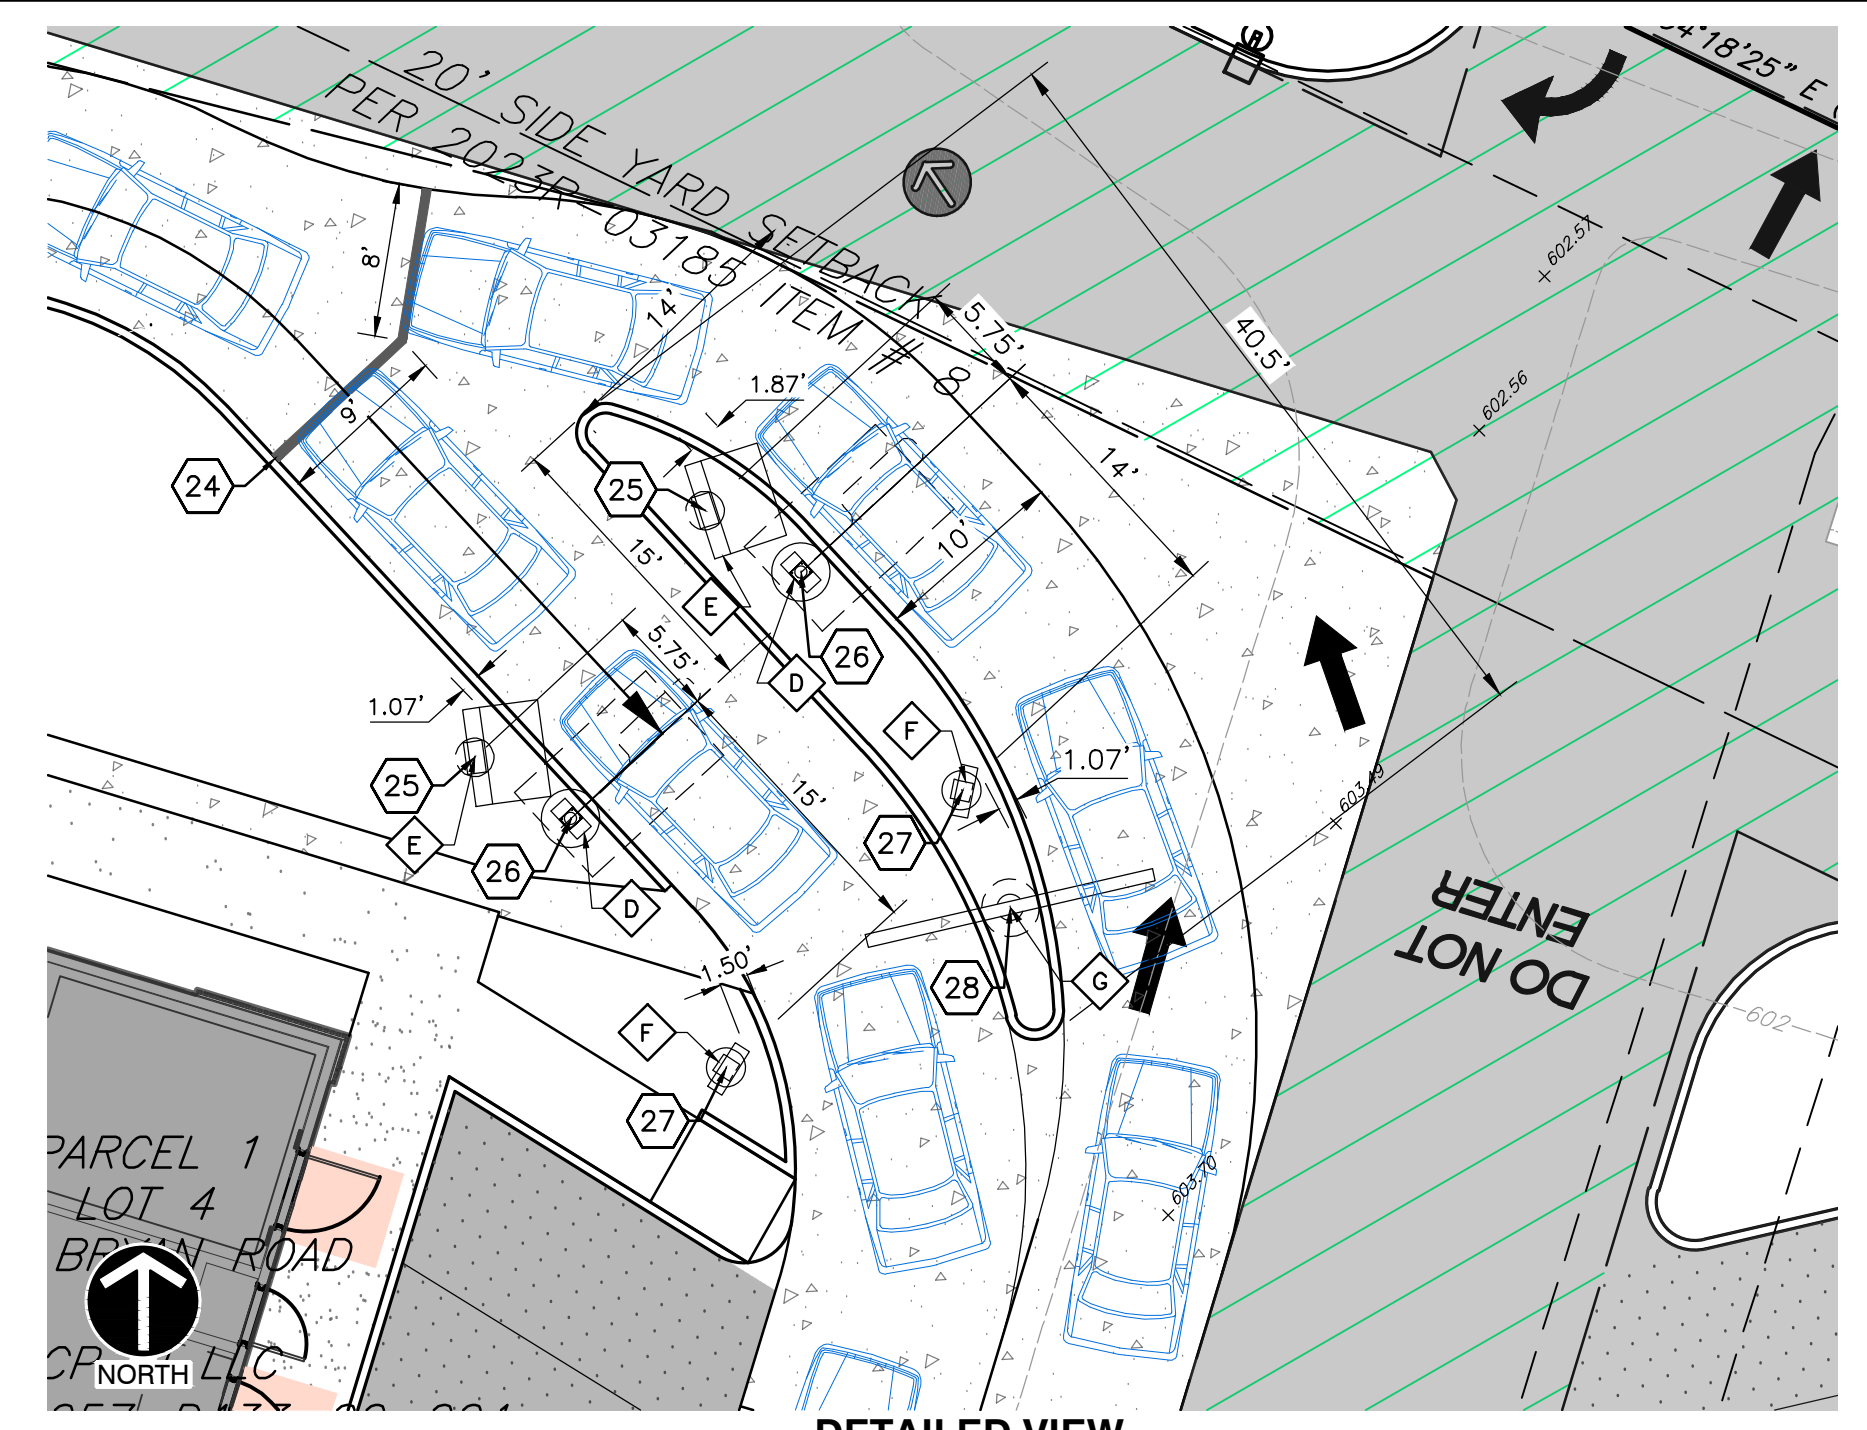 20' SIDE YARD SETBACK
PER 2023R-03185 ITEM # 8
602.57
8'
14'
5.75'
40.5'
1.87'
602.56
9'
14'
24
25
10'
15'
E
26
5.75'
D
1.07'
F
1.07'
25
15'
603.49
27
E
26
D
DO NOT
ENTER
1.50'
28
G
602
F
27
PARCEL 1
LOT 4
603.70
ROAD
NORTH
LLC
DETAILED VIEW